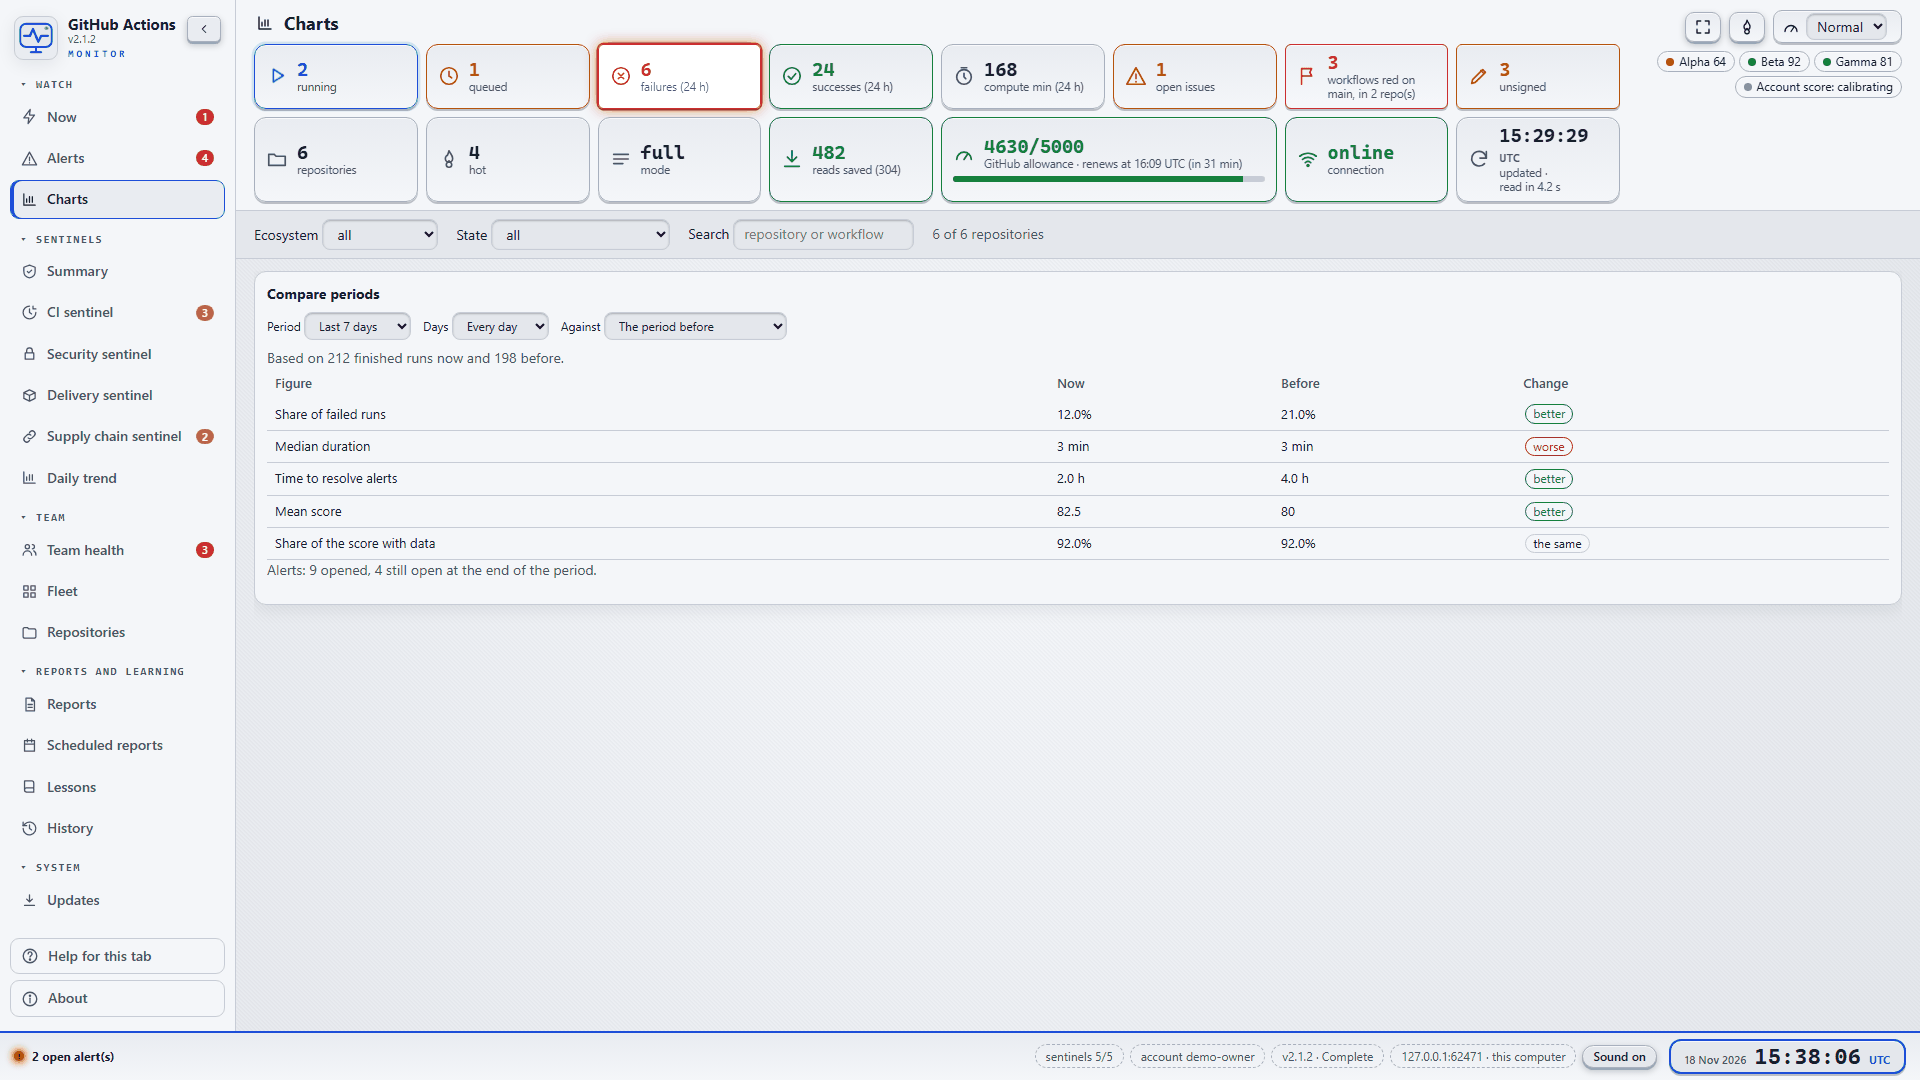 GitHub Actions
v2.1.2
MONITOR
WATCH
Now 1
Alerts 4
Charts
SENTINELS
Summary
CI sentinel 3
Security sentinel
Delivery sentinel
Supply chain sentinel 2
Daily trend
TEAM
Team health 3
Fleet
Repositories
REPORTS AND LEARNING
Reports
Scheduled reports
Lessons
History
SYSTEM
Updates
Help for this tab
About
Charts
Normal
2
running
1
queued
6
failures (24 h)
24
successes (24 h)
168
compute min (24 h)
1
open issues
3
workflows red on
main, in 2 repo(s)
3
unsigned
Alpha 64
Beta 92
Gamma 81
Account score: calibrating
6
repositories
4
hot
full
mode
482
reads saved (304)
4630/5000
GitHub allowance · renews at 16:09 UTC (in 31 min)
online
connection
15:29:29
UTC
updated ·
read in 4.2 s
Ecosystem all State all Search repository or workflow 6 of 6 repositories
Compare periods
Period Last 7 days Days Every day Against The period before
Based on 212 finished runs now and 198 before.
Figure Now Before Change
Share of failed runs 12.0% 21.0% better
Median duration 3 min 3 min worse
Time to resolve alerts 2.0 h 4.0 h better
Mean score 82.5 80 better
Share of the score with data 92.0% 92.0% the same
Alerts: 9 opened, 4 still open at the end of the period.
2 open alert(s)
sentinels 5/5
account demo-owner
v2.1.2 · Complete
127.0.0.1:62471 · this computer
Sound on
18 Nov 2026 15:38:06 UTC